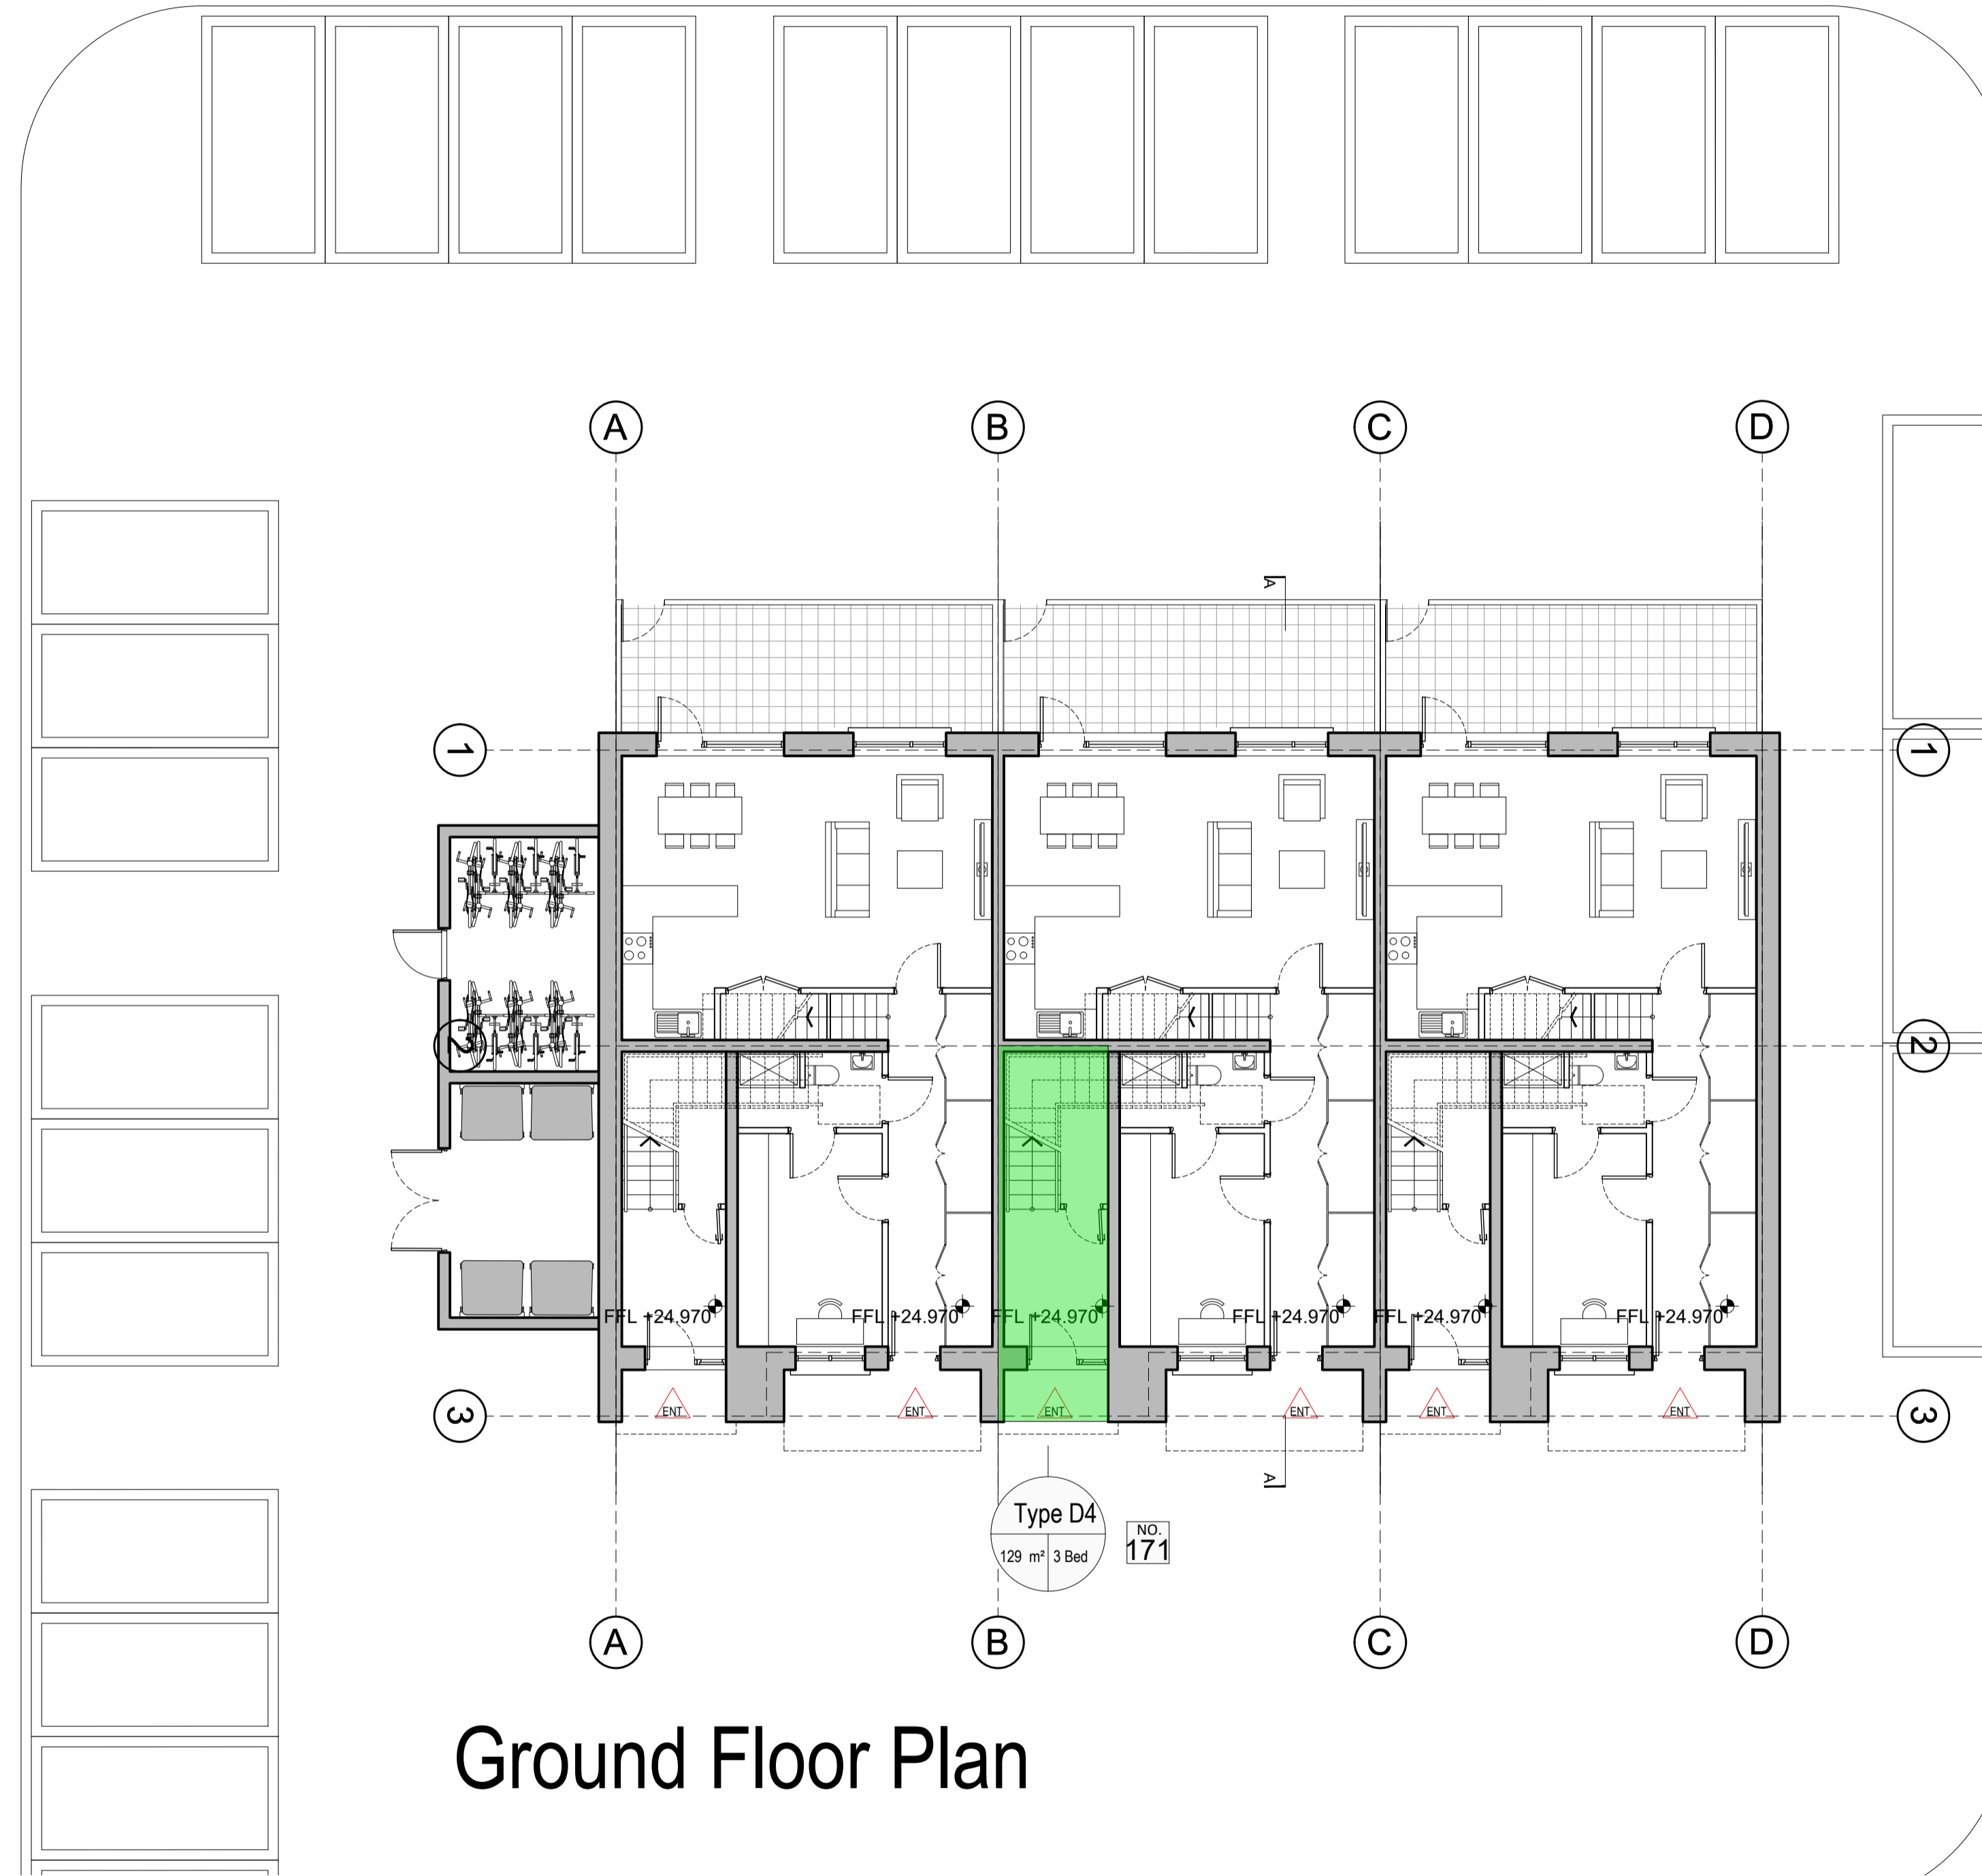 A B C D
A
1 1
2 2
FFL +24.970 FFL +24.970 FFL +24.970 FFL +24.970 FFL +24.970 FFL +24.970
ENT ENT ENT ENT ENT ENT
3 3
A
Type D4
129 m² 3 Bed
NO.
171
A B C D
Ground Floor Plan